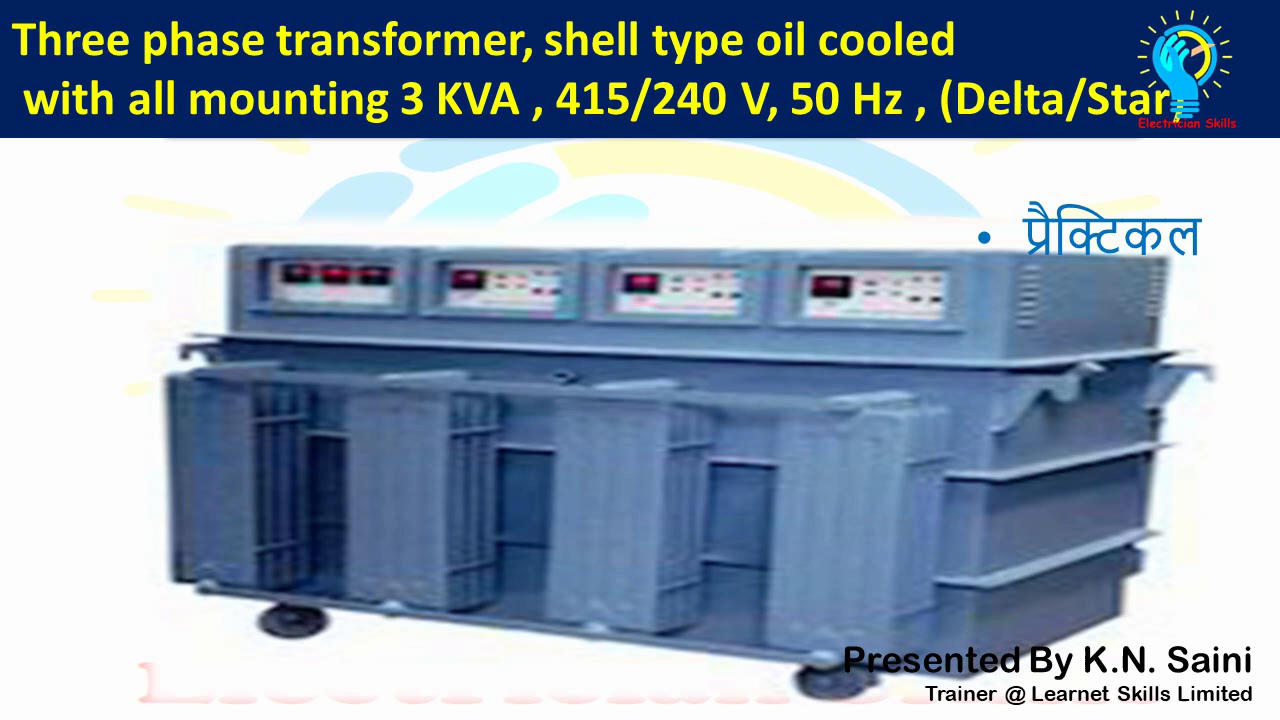 Three phase transformer, shell type oil cooled
with all mounting 3 KVA , 415/240 V, 50 Hz , (Delta/Star,
Electrician Skills
• प्रैक्टिकल
Presented By K.N. Saini
Trainer @ Learnet Skills Limited